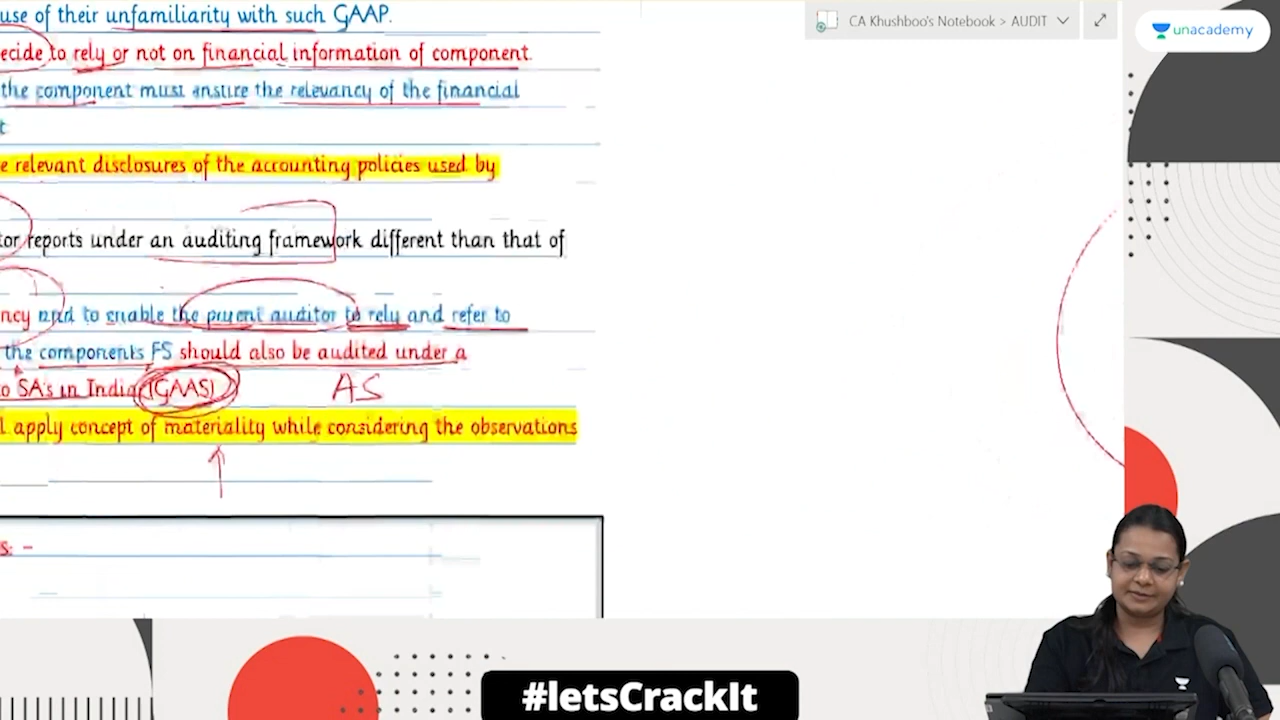 use of their unfamiliarity with such GAAP.
ecide to rely or not on financial information of component
the component must ensure the relevancy of the financial
t
e relevant disclosures of the accounting policies used by
tor reports under an auditing framework different than that of
ncy and to enable the parent auditor to rely and refer to
the components FS should also be audited under a
o SA's in India (GAAS) AS
l apply concept of materiality while considering the observations
s: -
CA Khushboo's Notebook > AUDIT
unacademy
#letsCrackIt